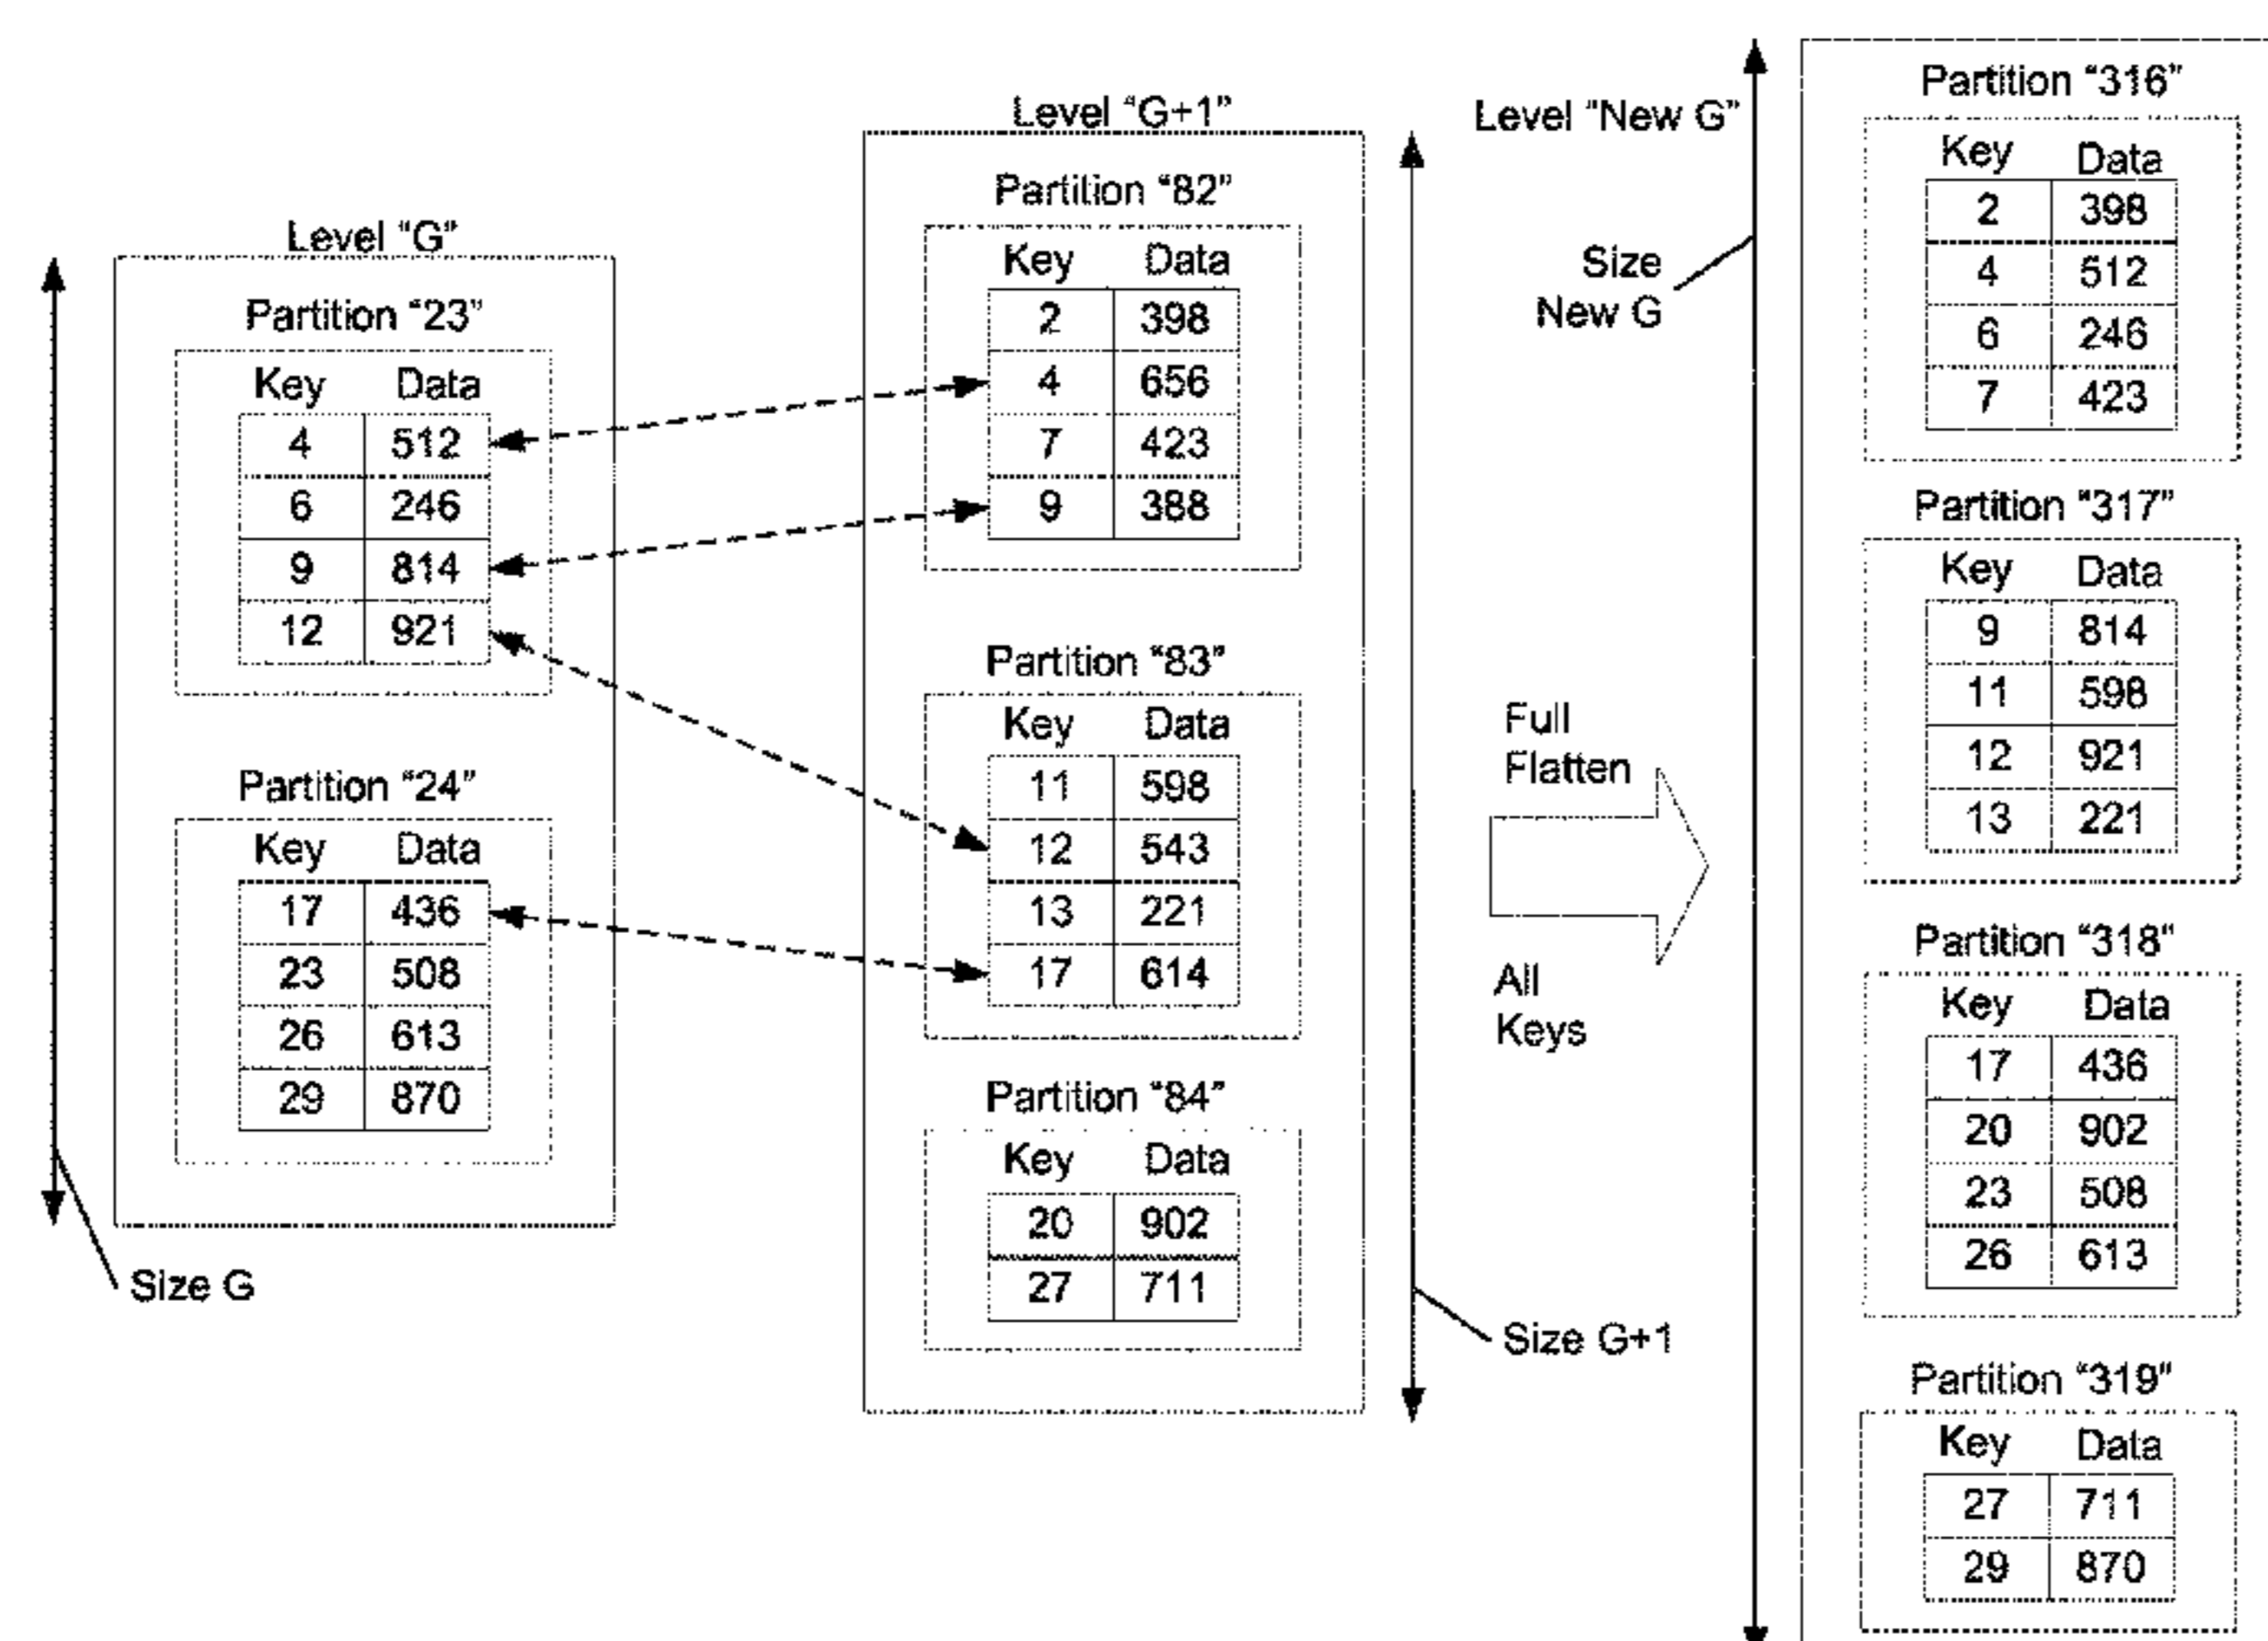 Level "G"
Partition "23"
Key Data
4 512
6 246
9 814
12 921
Partition "24"
Key Data
17 436
23 508
26 613
29 870
Size G
Level "G+1"
Partition "82"
Key Data
2 398
4 656
7 423
9 388
Partition "83"
Key Data
11 598
12 543
13 221
17 614
Partition "84"
Key Data
20 902
27 711
Size G+1
Full
Flatten
All
Keys
Level "New G"
Size
New G
Partition "316"
Key Data
2 398
4 512
6 246
7 423
Partition "317"
Key Data
9 814
11 598
12 921
13 221
Partition "318"
Key Data
17 436
20 902
23 508
26 613
Partition "319"
Key Data
27 711
29 870